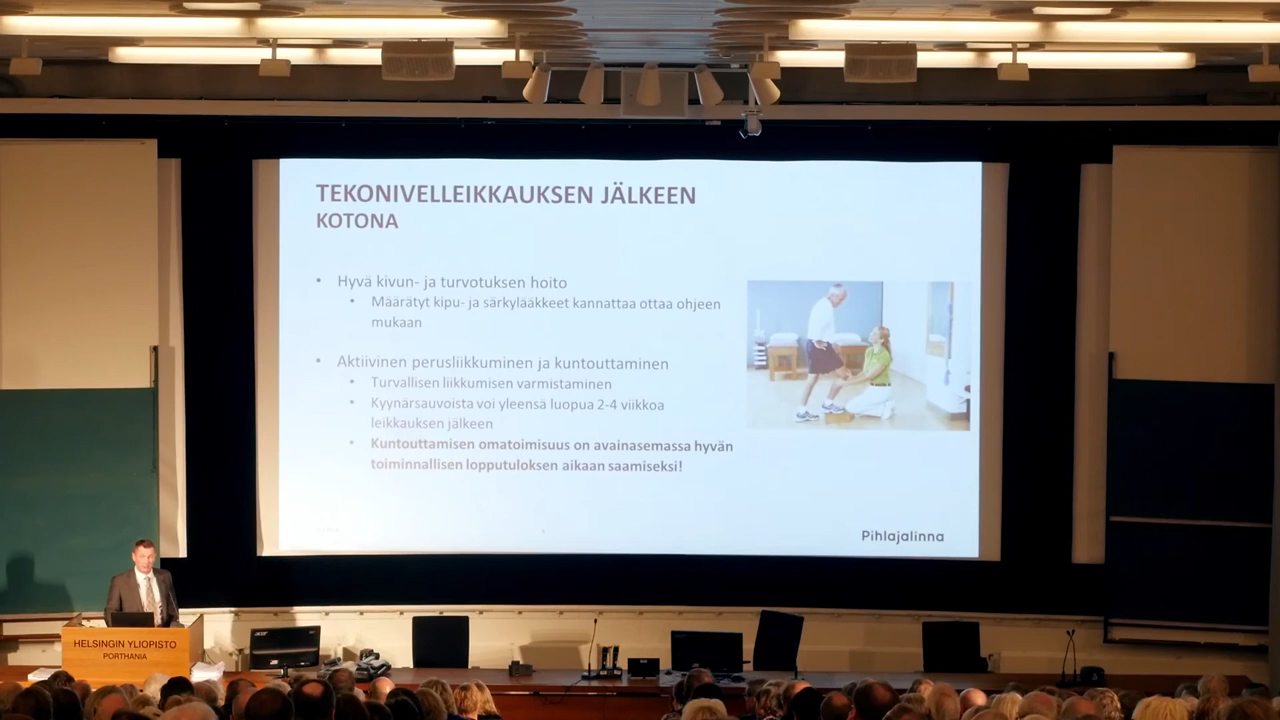 TEKONIVELLEIKKAUKSEN JÄLKEEN
KOTONA
• Hyvä kivun- ja turvotuksen hoito
• Määrätyt kipu- ja särkylääkkeet kannattaa ottaa ohjeen
mukaan
• Aktiivinen perusliikkuminen ja kuntouttaminen
• Turvallisen liikkumisen varmistaminen
• Kyynärsauvoista voi yleensä luopua 2-4 viikkoa
leikkauksen jälkeen
• Kuntouttamisen omatoimisuus on avainasemassa hyvän
toiminnallisen lopputuloksen aikaan saamiseksi!
Pihlajalinna
HELSINGIN YLIOPISTO
PORTHANIA
acer